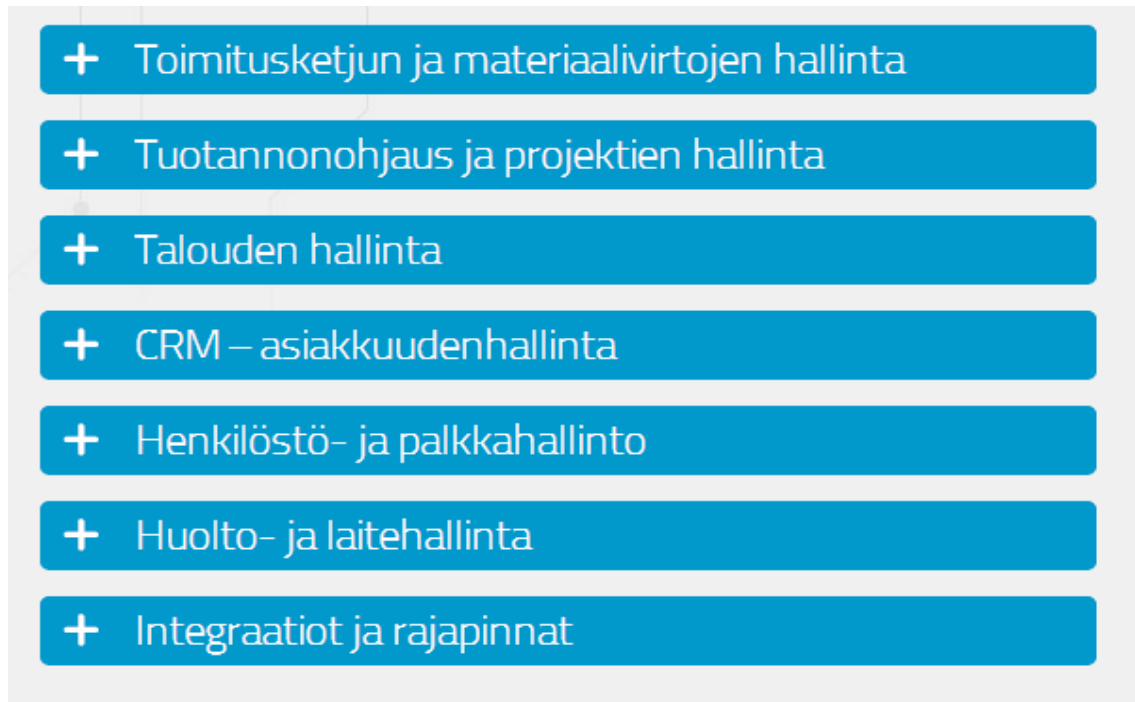 + Toimitusketjun ja materiaalivirtojen hallinta
+ Tuotannonohjaus ja projektien hallinta
+ Talouden hallinta
+ CRM – asiakkuudenhallinta
+ Henkilöstö- ja palkkahallinto
+ Huolto- ja laitehallinta
+ Integraatiot ja rajapinnat